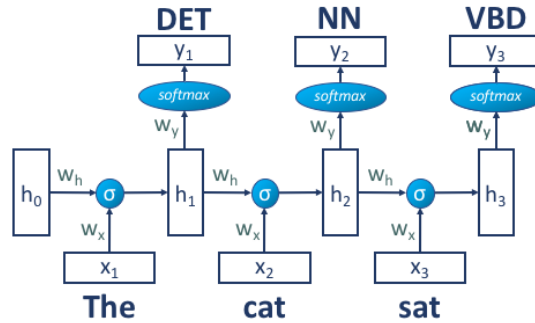 DET NN VBD
y1 y2 y3
softmax softmax softmax
wy wy wy
h0 wh σ h1 wh σ h2 wh σ h3
wx wx wx
x1 x2 x3
The cat sat